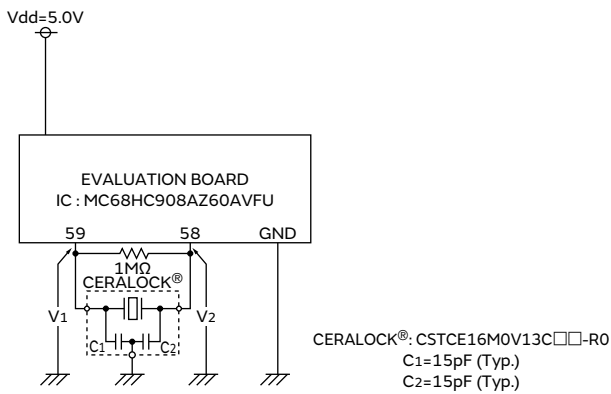 Vdd=5.0V
EVALUATION BOARD
IC : MC68HC908AZ60AVFU
59 58 GND
1MΩ
CERALOCK®
V1 V2
C1 C2
CERALOCK®: CSTCE16M0V13C□□-R0
C1=15pF (Typ.)
C2=15pF (Typ.)